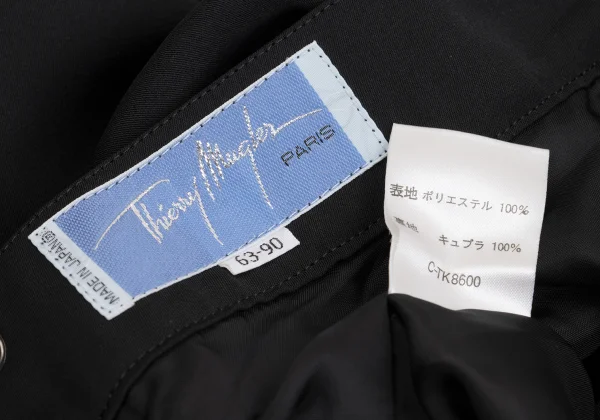 Thierry Mugler
PARIS
MADE IN JAPAN
63-90
表地 ポリエステル 100%
裏地 キュプラ 100%
C-TK8600